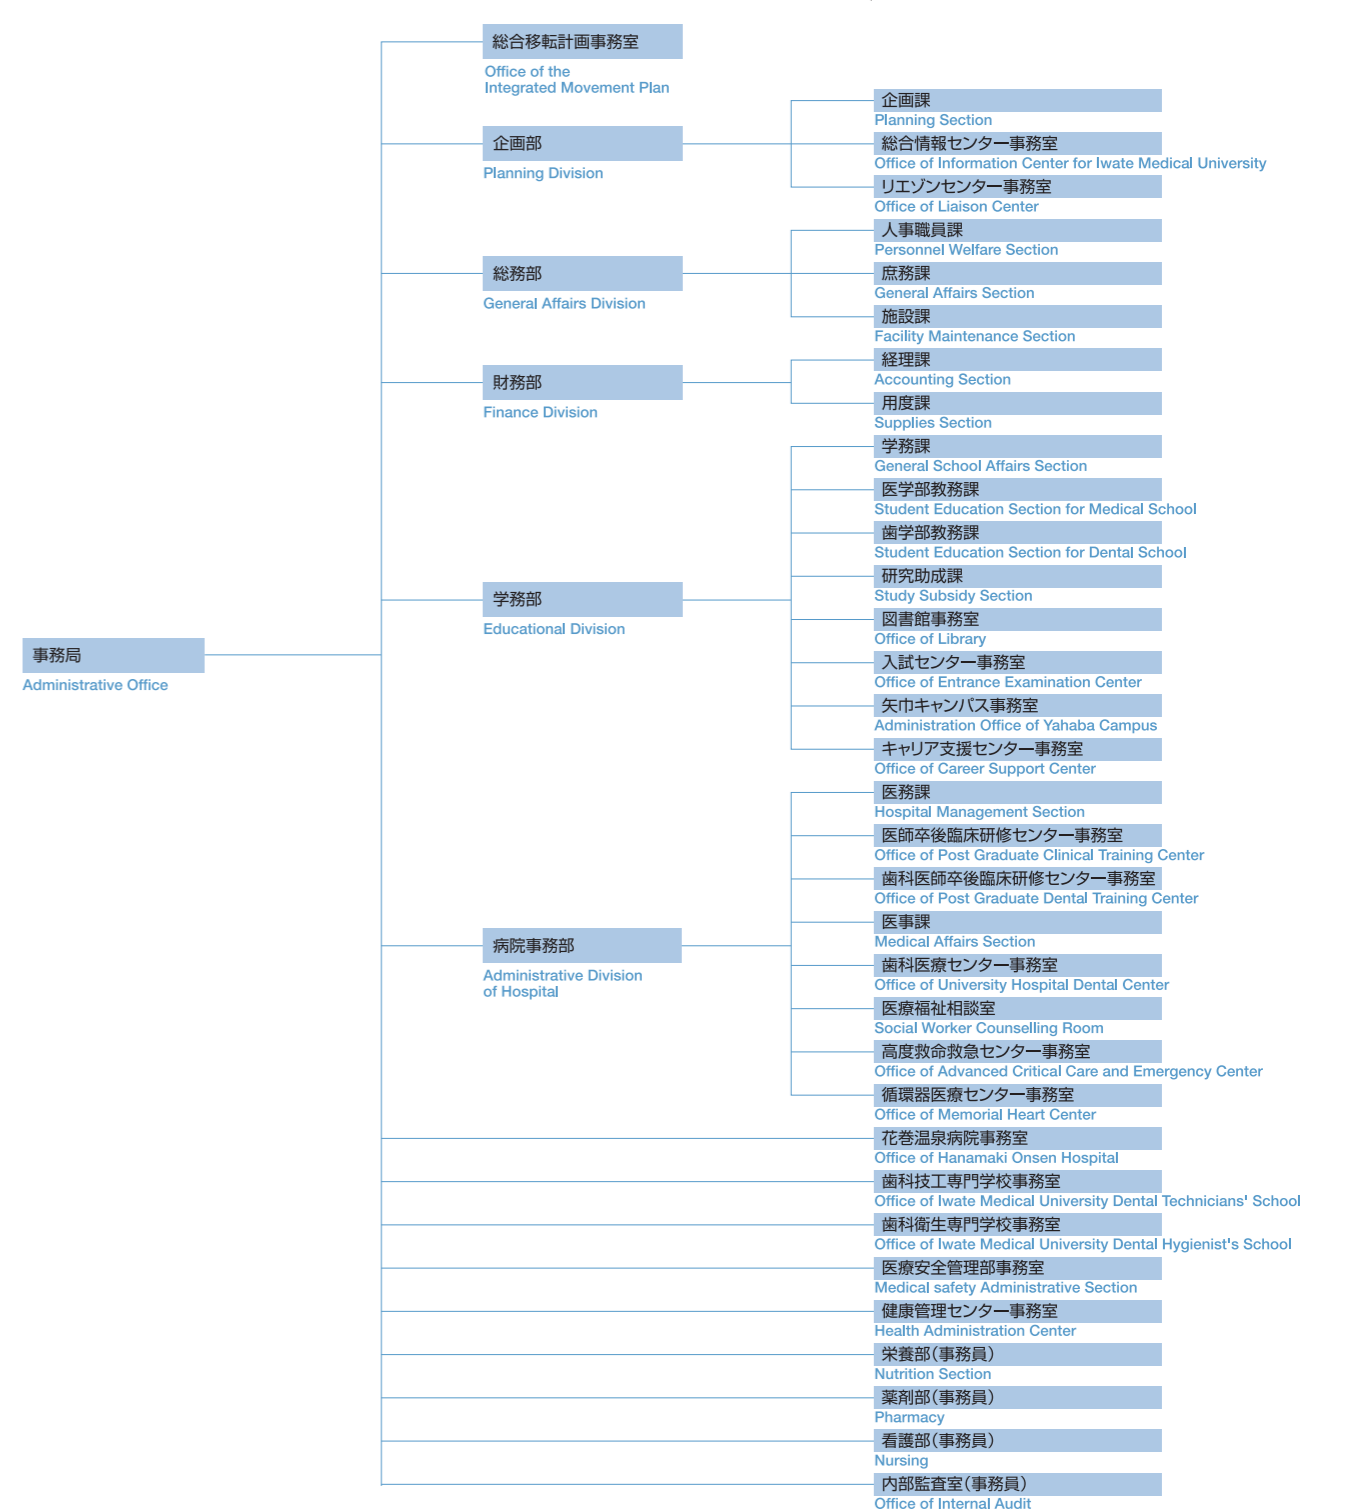 総合移転計画事務室
Office of the
Integrated Movement Plan
企画課
Planning Section
企画部
Planning Division
総合情報センター事務室
Office of Information Center for Iwate Medical University
リエゾンセンター事務室
Office of Liaison Center
人事職員課
Personnel Welfare Section
総務部
General Affairs Division
庶務課
General Affairs Section
施設課
Facility Maintenance Section
経理課
Accounting Section
財務部
Finance Division
用度課
Supplies Section
学務課
General School Affairs Section
医学部教務課
Student Education Section for Medical School
歯学部教務課
Student Education Section for Dental School
研究助成課
Study Subsidy Section
学務部
Educational Division
図書館事務室
Office of Library
入試センター事務室
Office of Entrance Examination Center
事務局
Administrative Office
矢巾キャンパス事務室
Administration Office of Yahaba Campus
キャリア支援センター事務室
Office of Career Support Center
医務課
Hospital Management Section
医師卒後臨床研修センター事務室
Office of Post Graduate Clinical Training Center
歯科医師卒後臨床研修センター事務室
Office of Post Graduate Dental Training Center
医事課
Medical Affairs Section
病院事務部
Administrative Division
of Hospital
歯科医療センター事務室
Office of University Hospital Dental Center
医療福祉相談室
Social Worker Counselling Room
高度救命救急センター事務室
Office of Advanced Critical Care and Emergency Center
循環器医療センター事務室
Office of Memorial Heart Center
花巻温泉病院事務室
Office of Hanamaki Onsen Hospital
歯科技工専門学校事務室
Office of Iwate Medical University Dental Technicians' School
歯科衛生専門学校事務室
Office of Iwate Medical University Dental Hygienist's School
医療安全管理部事務室
Medical safety Administrative Section
健康管理センター事務室
Health Administration Center
栄養部（事務員）
Nutrition Section
薬剤部（事務員）
Pharmacy
看護部（事務員）
Nursing
内部監査室（事務員）
Office of Internal Audit